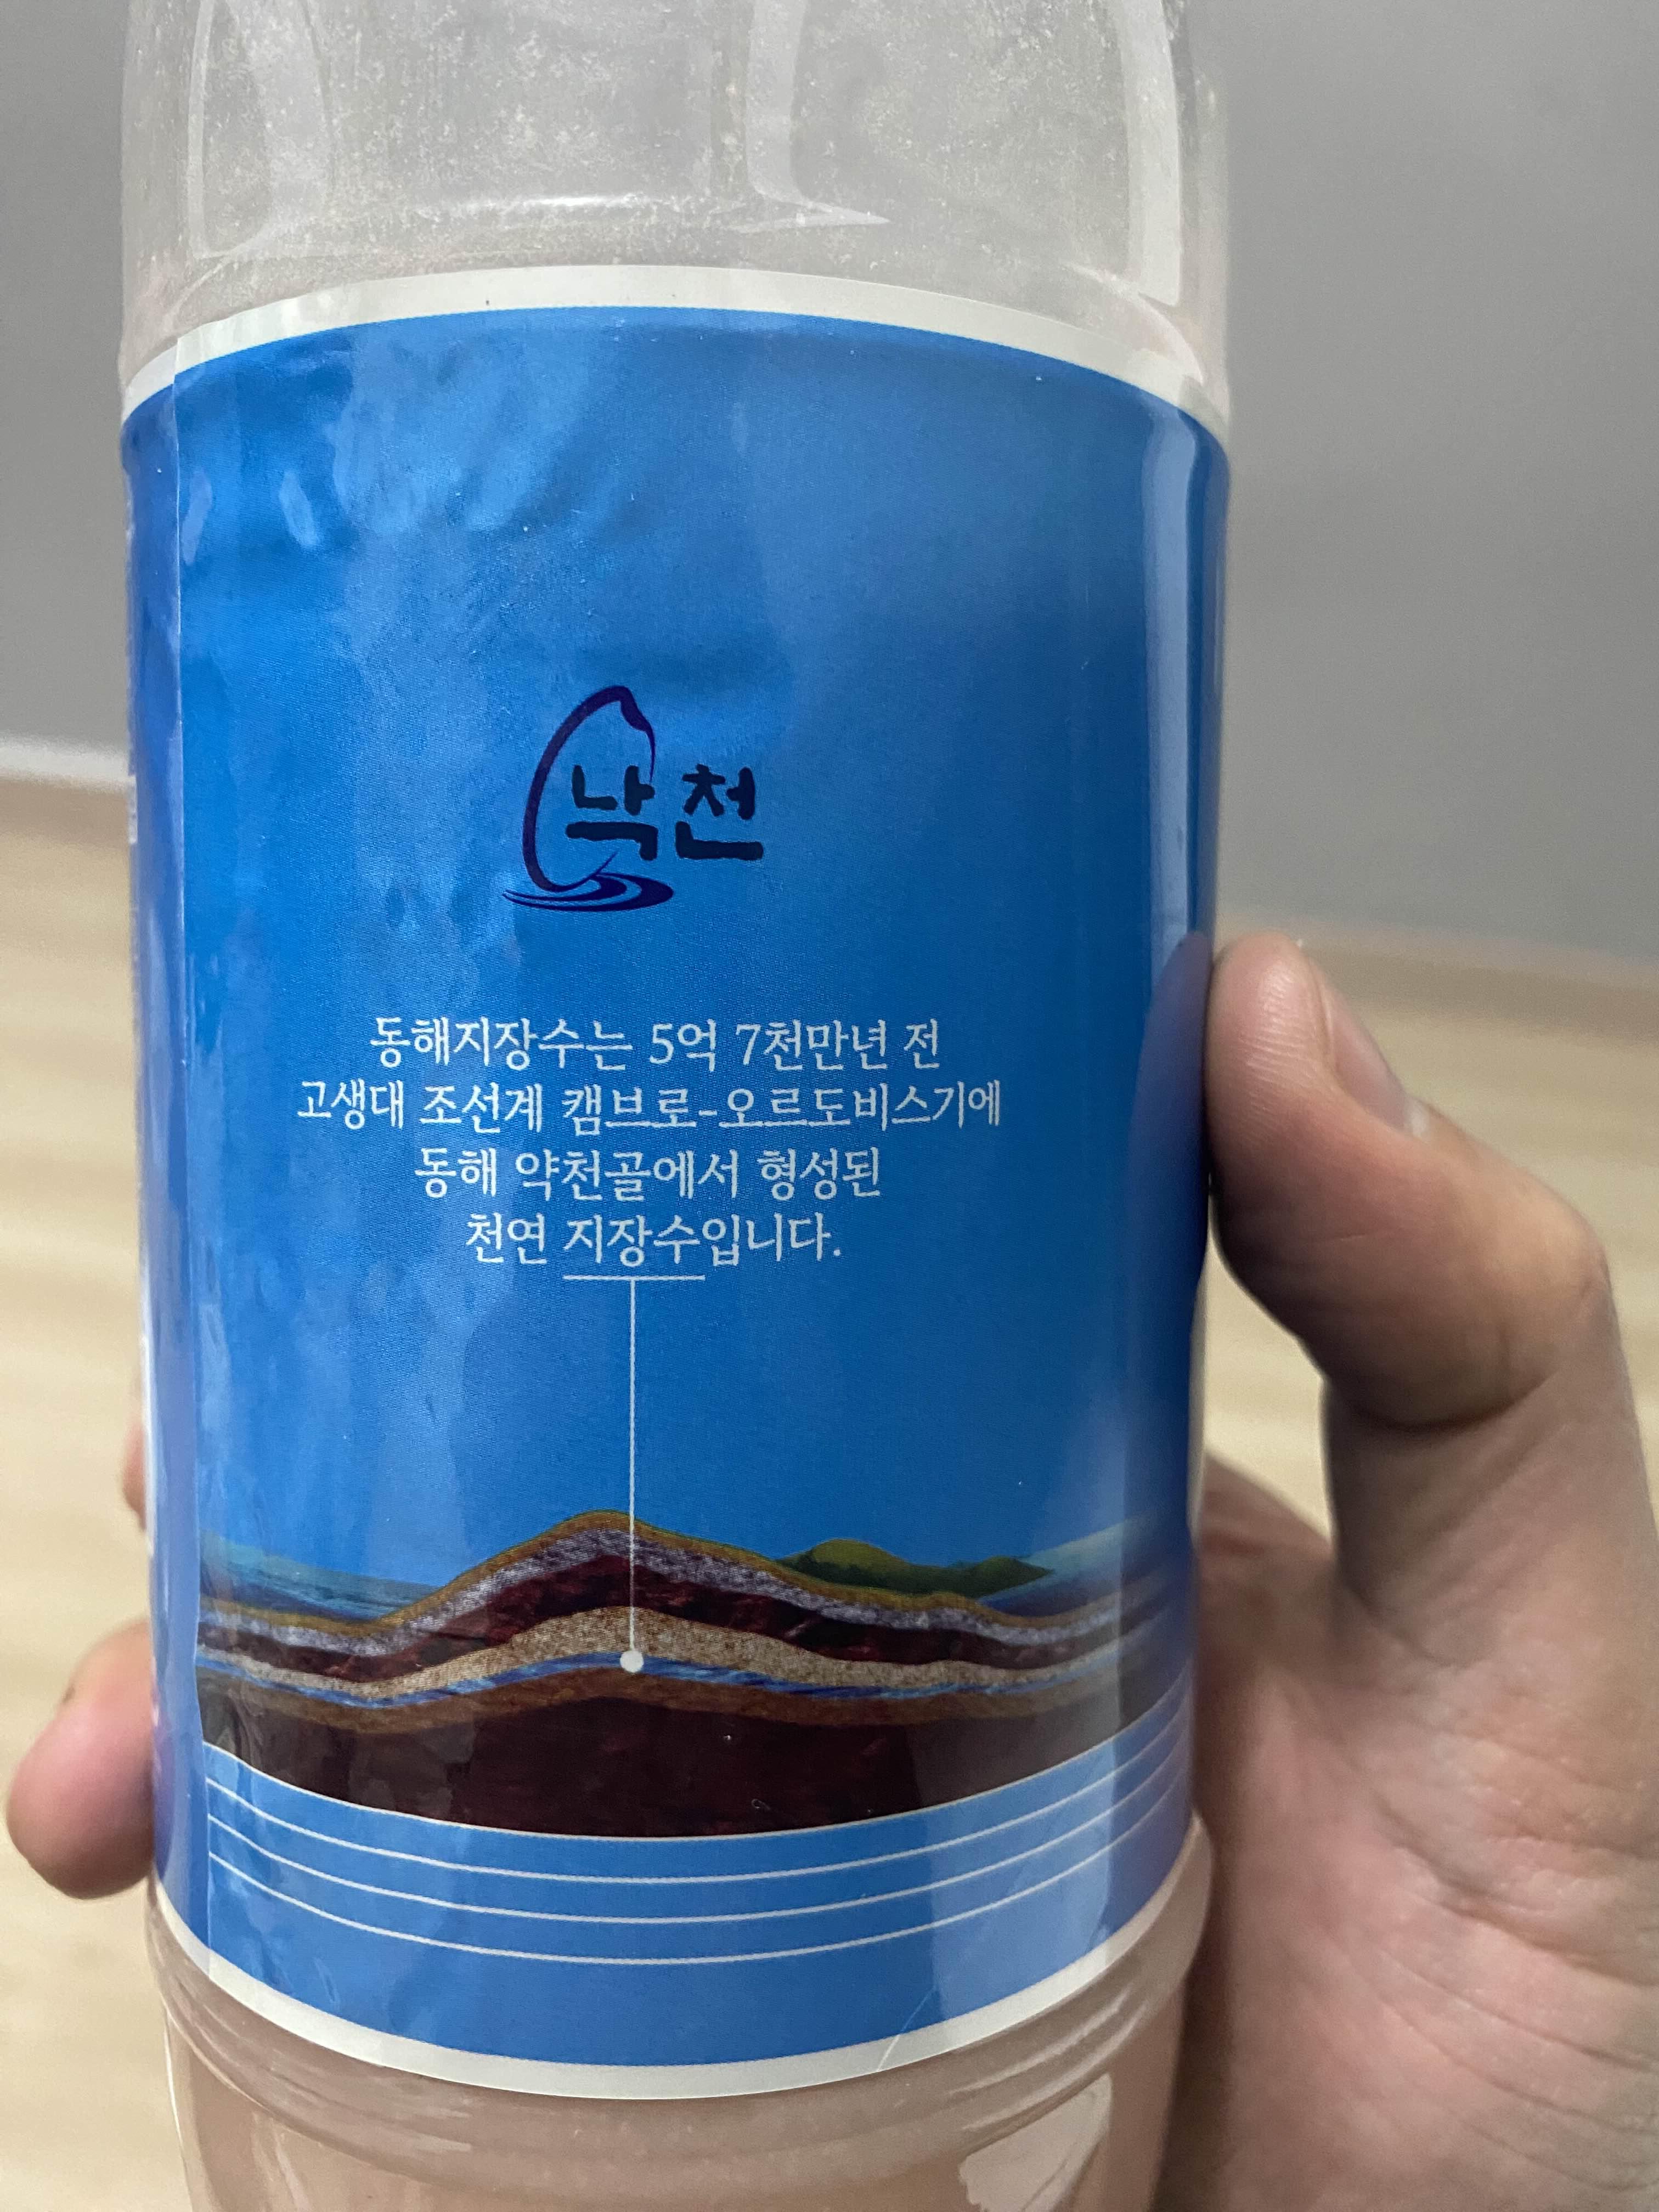 낙천
동해지장수는 5억 7천만년 전
고생대 조선계 캠브로-오르도비스기에
동해 약천골에서 형성된
천연 지장수입니다.